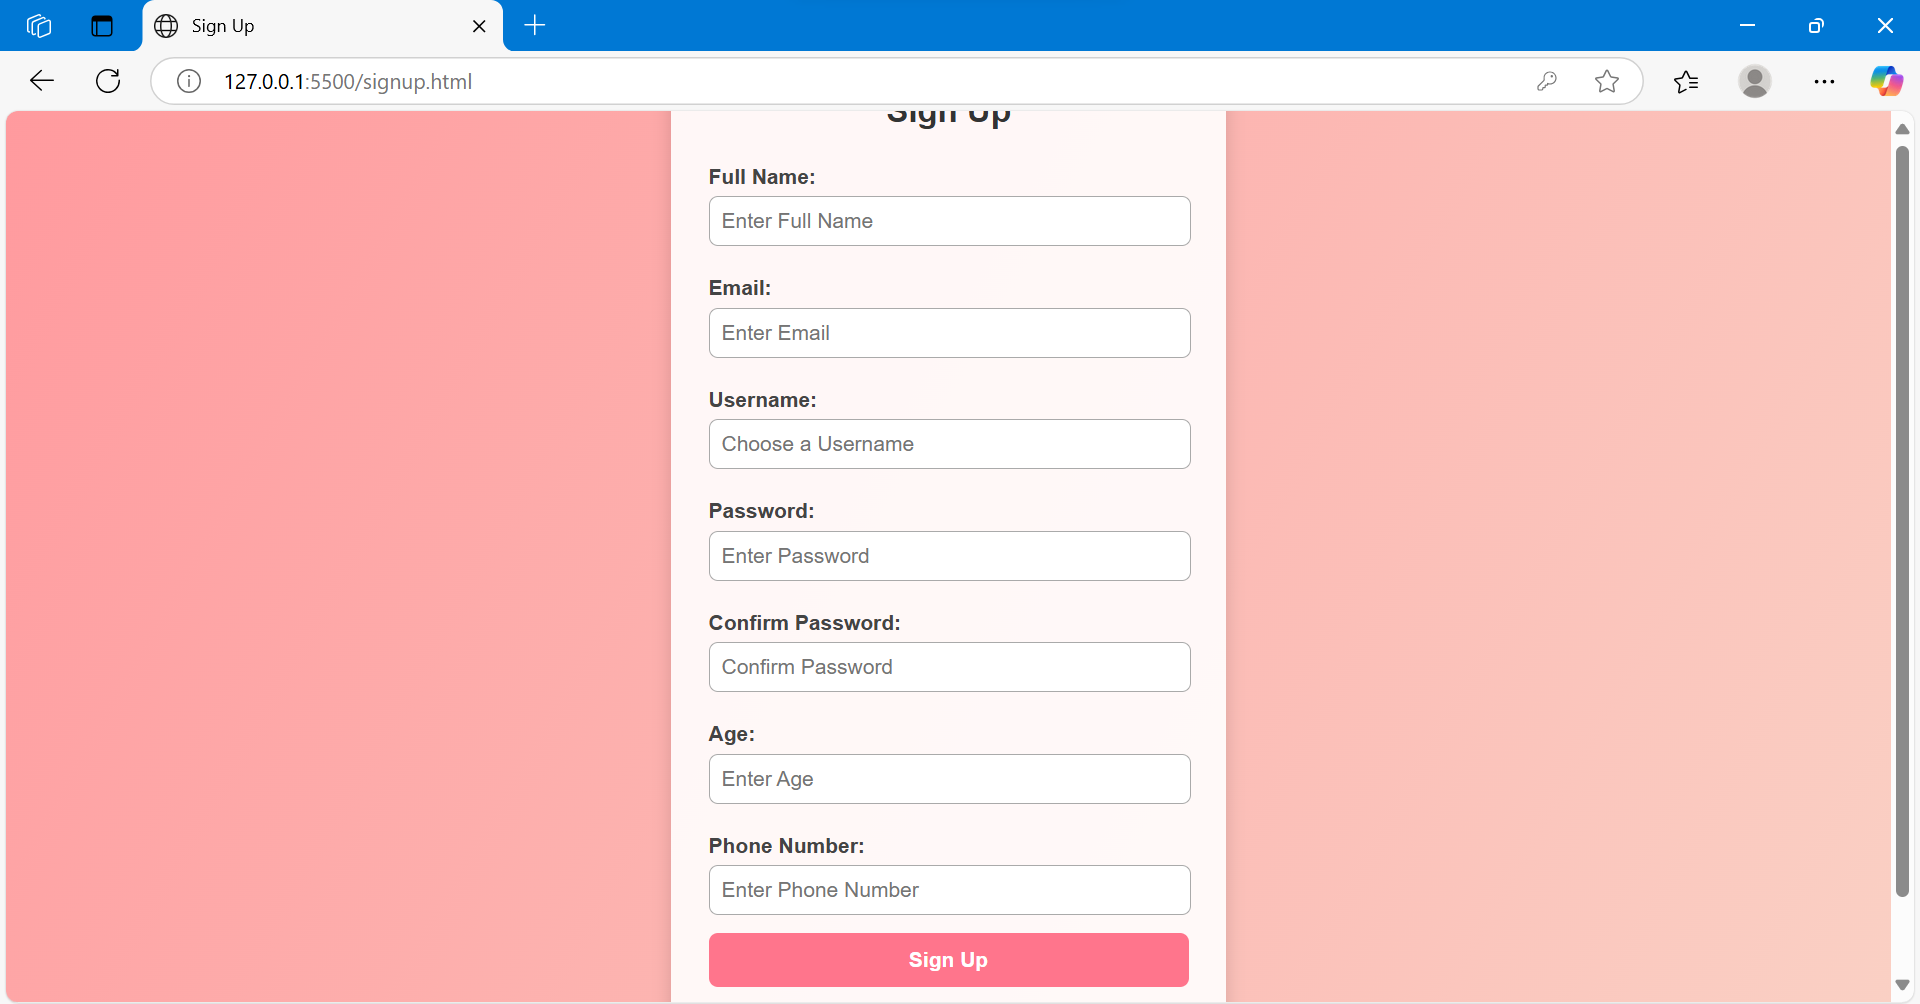 Sign Up
127.0.0.1:5500/signup.html
Sign Up
Full Name:
Enter Full Name
Email:
Enter Email
Username:
Choose a Username
Password:
Enter Password
Confirm Password:
Confirm Password
Age:
Enter Age
Phone Number:
Enter Phone Number
Sign Up